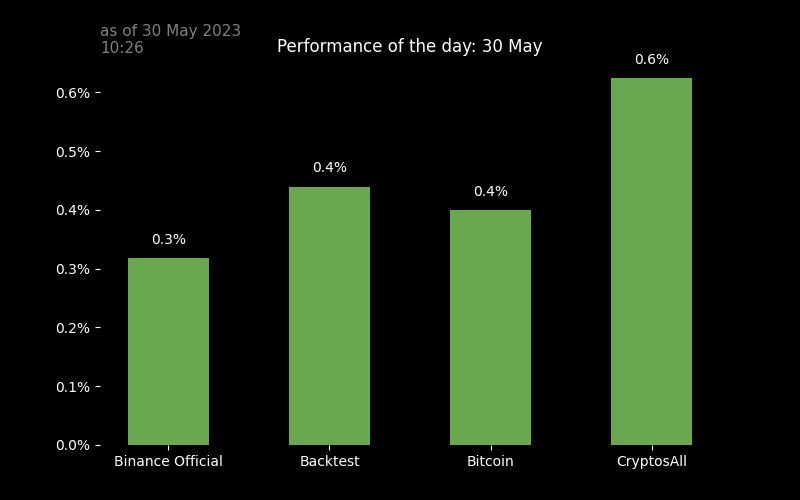 as of 30 May 2023
10:26
Performance of the day: 30 May
0.6%
0.5%
0.4%
0.3%
0.2%
0.1%
0.0%
0.3%
0.4%
0.4%
0.6%
Binance Official
Backtest
Bitcoin
CryptosAll